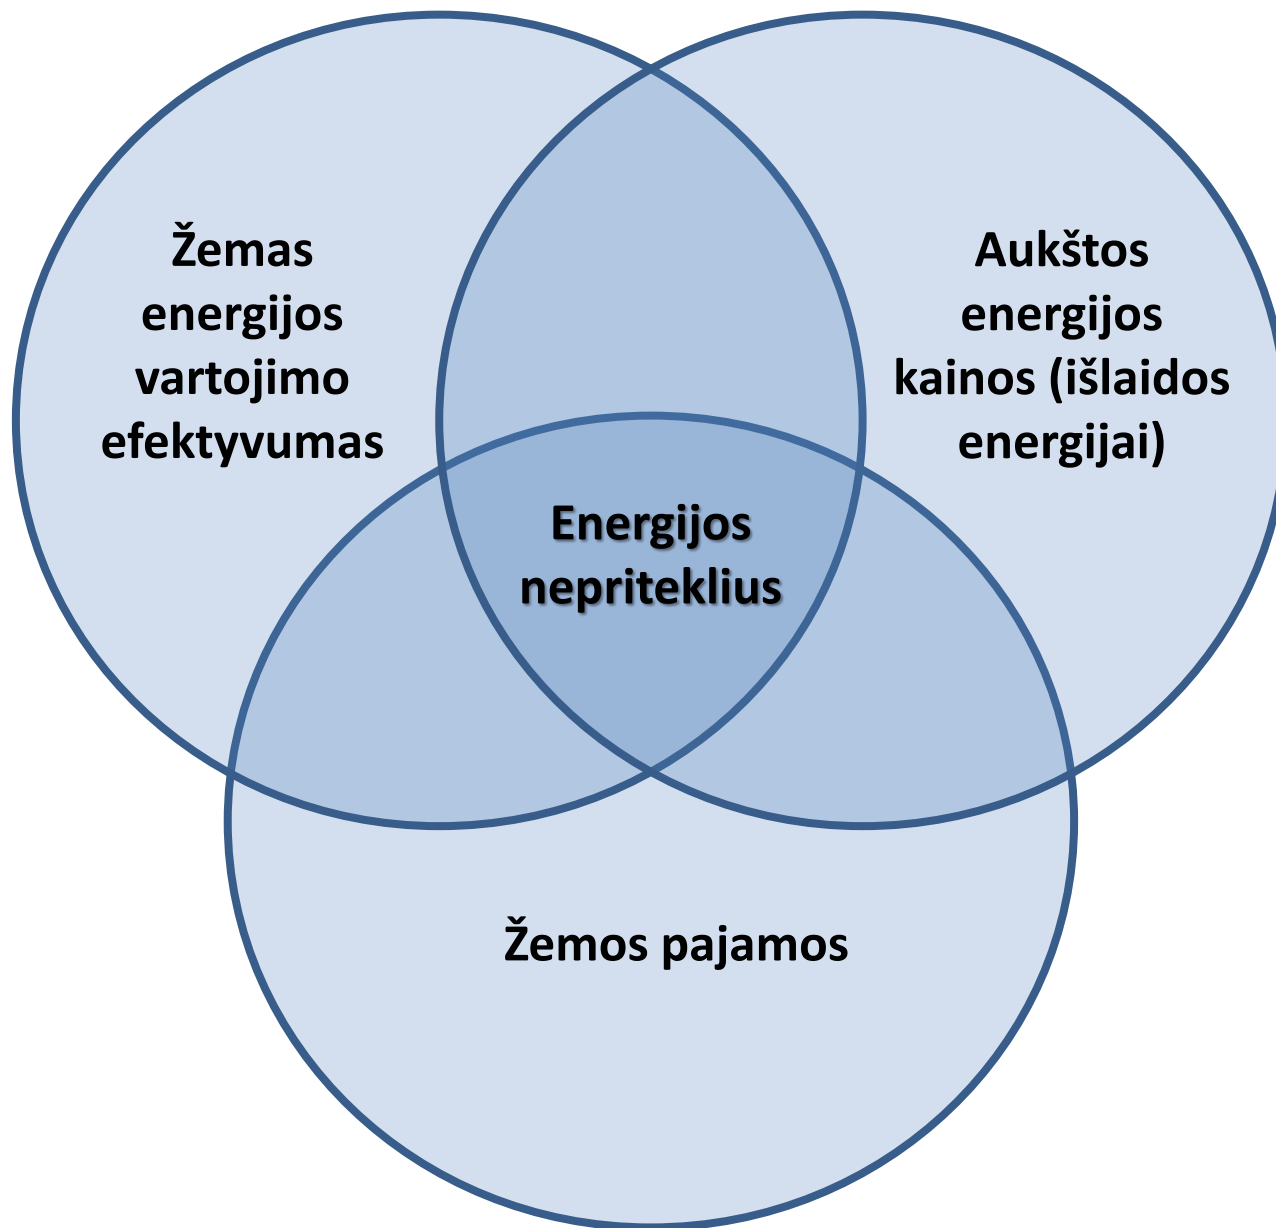 Žemas
energijos
vartojimo
efektyvumas
Aukštos
energijos
kainos (išlaidos
energijai)
Energijos
nepriteklius
Žemos pajamos